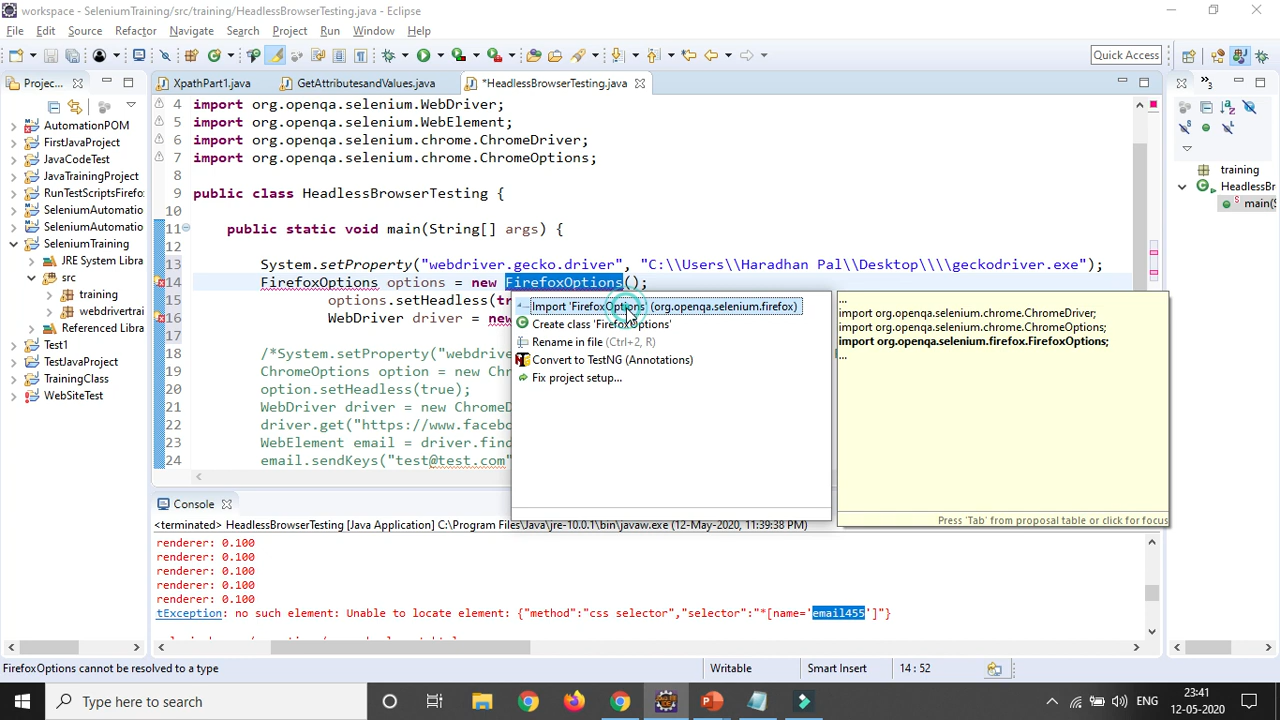 workspace - SeleniumTraining/src/training/HeadlessBrowserTesting.java - Eclipse
File Edit Source Refactor Navigate Search Project Run Window Help
Quick Access
Projec...
XpathPart1.java
GetAttributesandValues.java
*HeadlessBrowserTesting.java
AutomationPOM
FirstJavaProject
JavaCodeTest
JavaTrainingProject
RunTestScriptsFirefo
SeleniumAutomatio
SeleniumAutomatio
SeleniumTraining
JRE System Libra
src
training
webdrivertrai
Referenced Libra
Test1
TestJavaProject
TrainingClass
WebSiteTest
4 import org.openqa.selenium.WebDriver;
5 import org.openqa.selenium.WebElement;
6 import org.openqa.selenium.chrome.ChromeDriver;
7 import org.openqa.selenium.chrome.ChromeOptions;
8
9 public class HeadlessBrowserTesting {
10
11 public static void main(String[] args) {
12
13 System.setProperty("webdriver.gecko.driver", "C:\\Users\\Haradhan Pal\\Desktop\\\\geckodriver.exe");
14 FirefoxOptions options = new FirefoxOptions();
15 options.setHeadless(tr
16 WebDriver driver = new
17
18 /*System.setProperty("webdrive
19 ChromeOptions option = new Chro
20 option.setHeadless(true);
21 WebDriver driver = new ChromeD
22 driver.get("https://www.facebo
23 WebElement email = driver.find
24 email.sendKeys("test@test.com"
Import 'FirefoxOptions' (org.openqa.selenium.firefox)
Create class 'FirefoxOptions'
Rename in file (Ctrl+2, R)
Convert to TestNG (Annotations)
Fix project setup...
...
import org.openqa.selenium.chrome.ChromeDriver;
import org.openqa.selenium.chrome.ChromeOptions;
import org.openqa.selenium.firefox.FirefoxOptions;
...
Press 'Tab' from proposal table or click for focus
training
HeadlessB
main(S
Console
<terminated> HeadlessBrowserTesting [Java Application] C:\Program Files\Java\jre-10.0.1\bin\javaw.exe (12-May-2020, 11:39:38 PM)
renderer: 0.100
renderer: 0.100
renderer: 0.100
renderer: 0.100
renderer: 0.100
tException: no such element: Unable to locate element: {"method":"css selector","selector":"*[name='email455']"}
FirefoxOptions cannot be resolved to a type
Writable
Smart Insert
14 : 52
Type here to search
ENG
23:41
12-05-2020